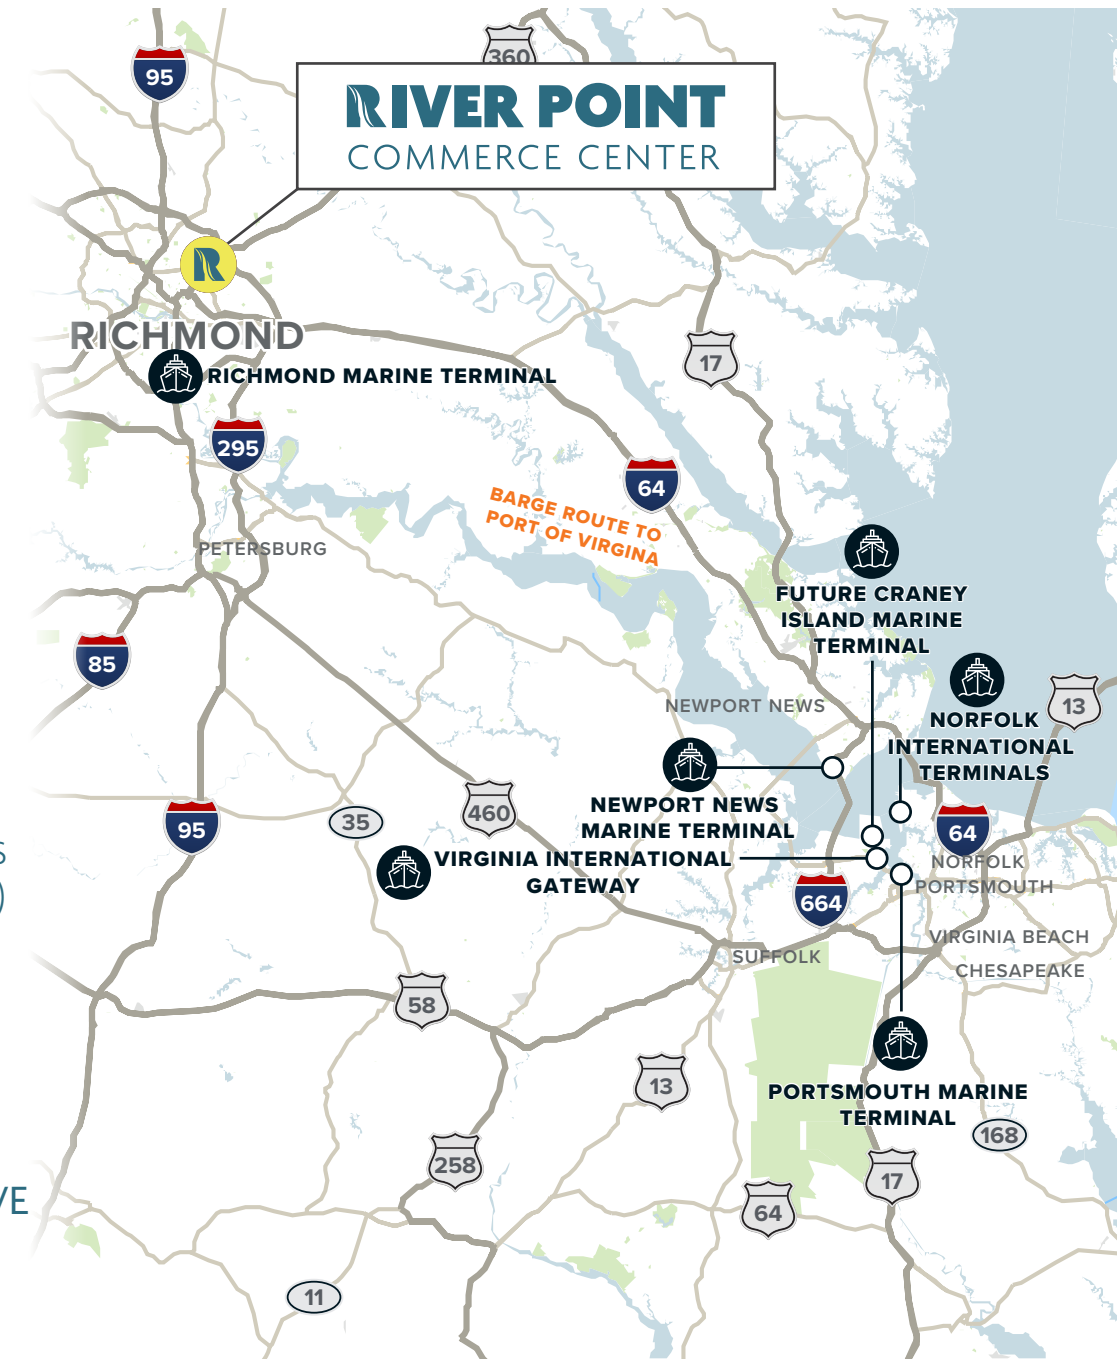 360
95
RIVER POINT
COMMERCE CENTER
R
RICHMOND
17
RICHMOND MARINE TERMINAL
295
64
BARGE ROUTE TO
PORT OF VIRGINA
PETERSBURG
FUTURE CRANEY
ISLAND MARINE
TERMINAL
85
13
NEWPORT NEWS
NORFOLK
INTERNATIONAL
TERMINALS
NEWPORT NEWS
MARINE TERMINAL
95
35
460
64
S
VIRGINIA INTERNATIONAL
GATEWAY
NORFOLK
PORTSMOUTH
)
664
VIRGINIA BEACH
SUFFOLK
CHESAPEAKE
58
13
PORTSMOUTH MARINE
TERMINAL
168
258
17
VE
64
11